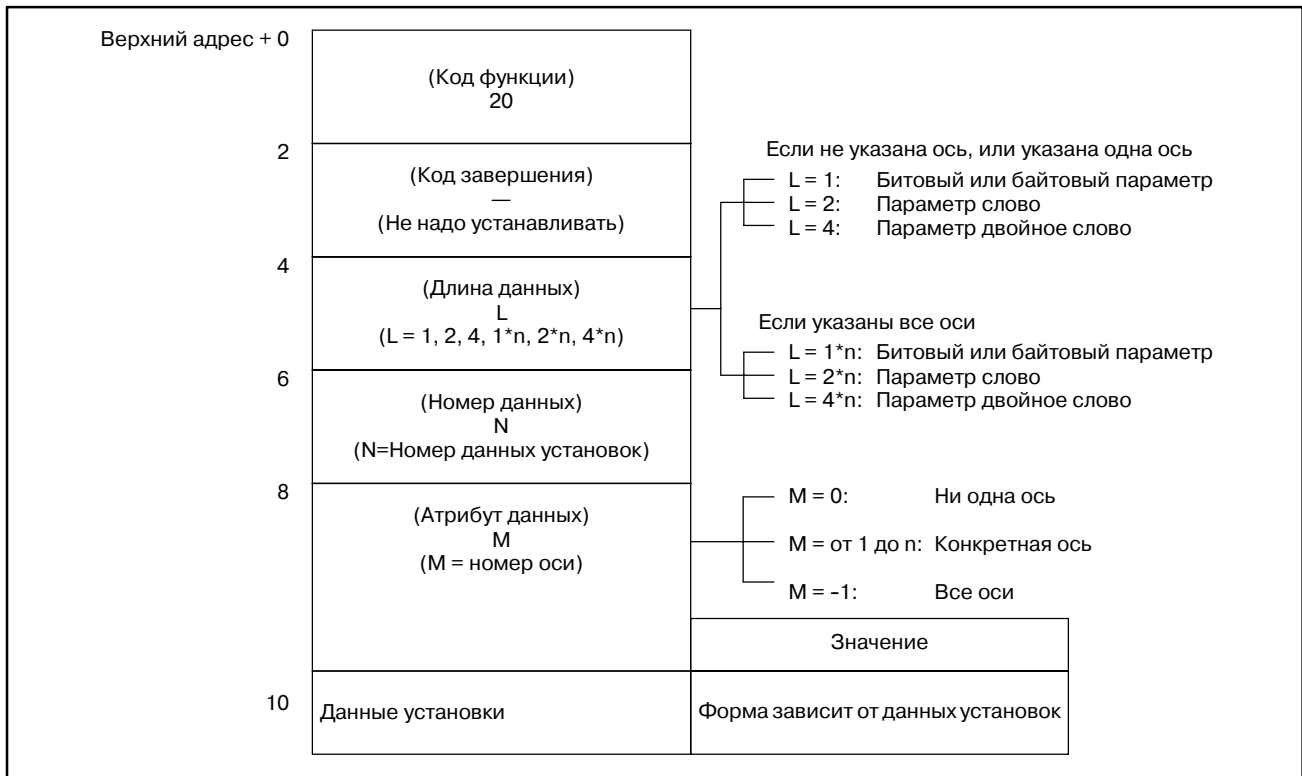 Верхний адрес + 0
(Код функции)
20
2
(Код завершения)
—
(Не надо устанавливать)
Если не указана ось, или указана одна ось
L = 1: Битовый или байтовый параметр
L = 2: Параметр слово
L = 4: Параметр двойное слово
4
(Длина данных)
L
(L = 1, 2, 4, 1*n, 2*n, 4*n)
Если указаны все оси
L = 1*n: Битовый или байтовый параметр
L = 2*n: Параметр слово
L = 4*n: Параметр двойное слово
6
(Номер данных)
N
(N=Номер данных установок)
8
(Атрибут данных)
M
(M = номер оси)
M = 0: Ни одна ось
M = от 1 до n: Конкретная ось
M = -1: Все оси
Значение
10
Данные установки
Форма зависит от данных установок